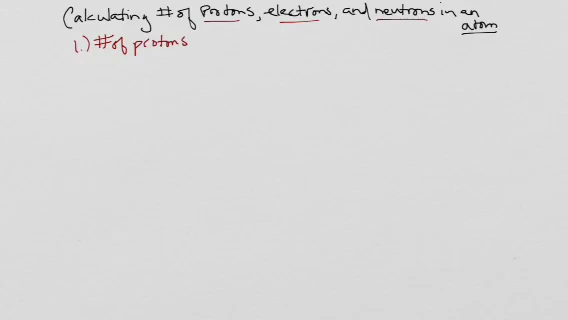 Calculating # of Protons, electrons, and neutrons in an
atom
1.) # of protons